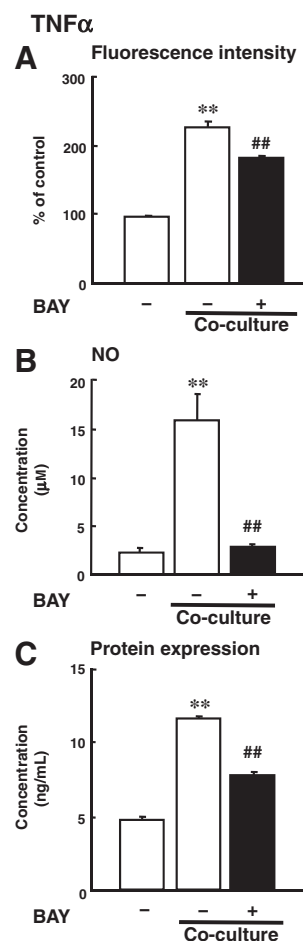 TNFα
A Fluorescence intensity
% of control
300
200
100
0
**
##
BAY – – +
Co-culture
B NO
Concentration
(μM)
20
15
10
5
0
**
##
BAY – – +
Co-culture
C Protein expression
Concentration
(ng/mL)
15
10
5
0
**
##
BAY – – +
Co-culture